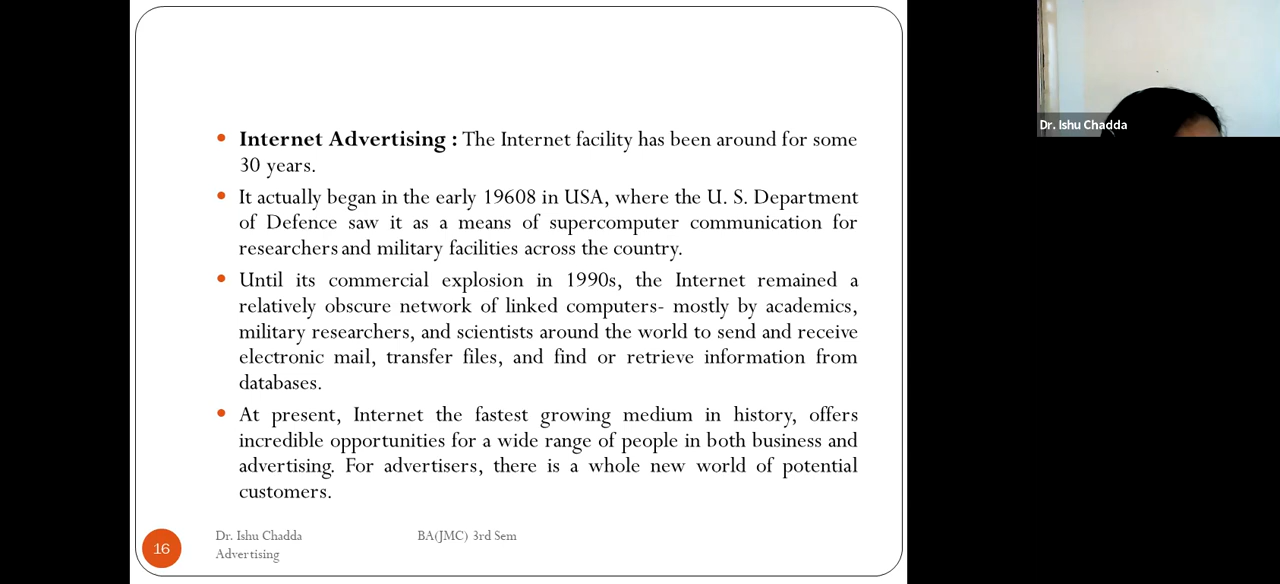 Internet Advertising : The Internet facility has been around for some
30 years.
It actually began in the early 19608 in USA, where the U. S. Department
of Defence saw it as a means of supercomputer communication for
researchers and military facilities across the country.
Until its commercial explosion in 1990s, the Internet remained a
relatively obscure network of linked computers- mostly by academics,
military researchers, and scientists around the world to send and receive
electronic mail, transfer files, and find or retrieve information from
databases.
At present, Internet the fastest growing medium in history, offers
incredible opportunities for a wide range of people in both business and
advertising. For advertisers, there is a whole new world of potential
customers.
16
Dr. Ishu Chadda BA(JMC) 3rd Sem
Advertising
Dr. Ishu Chadda